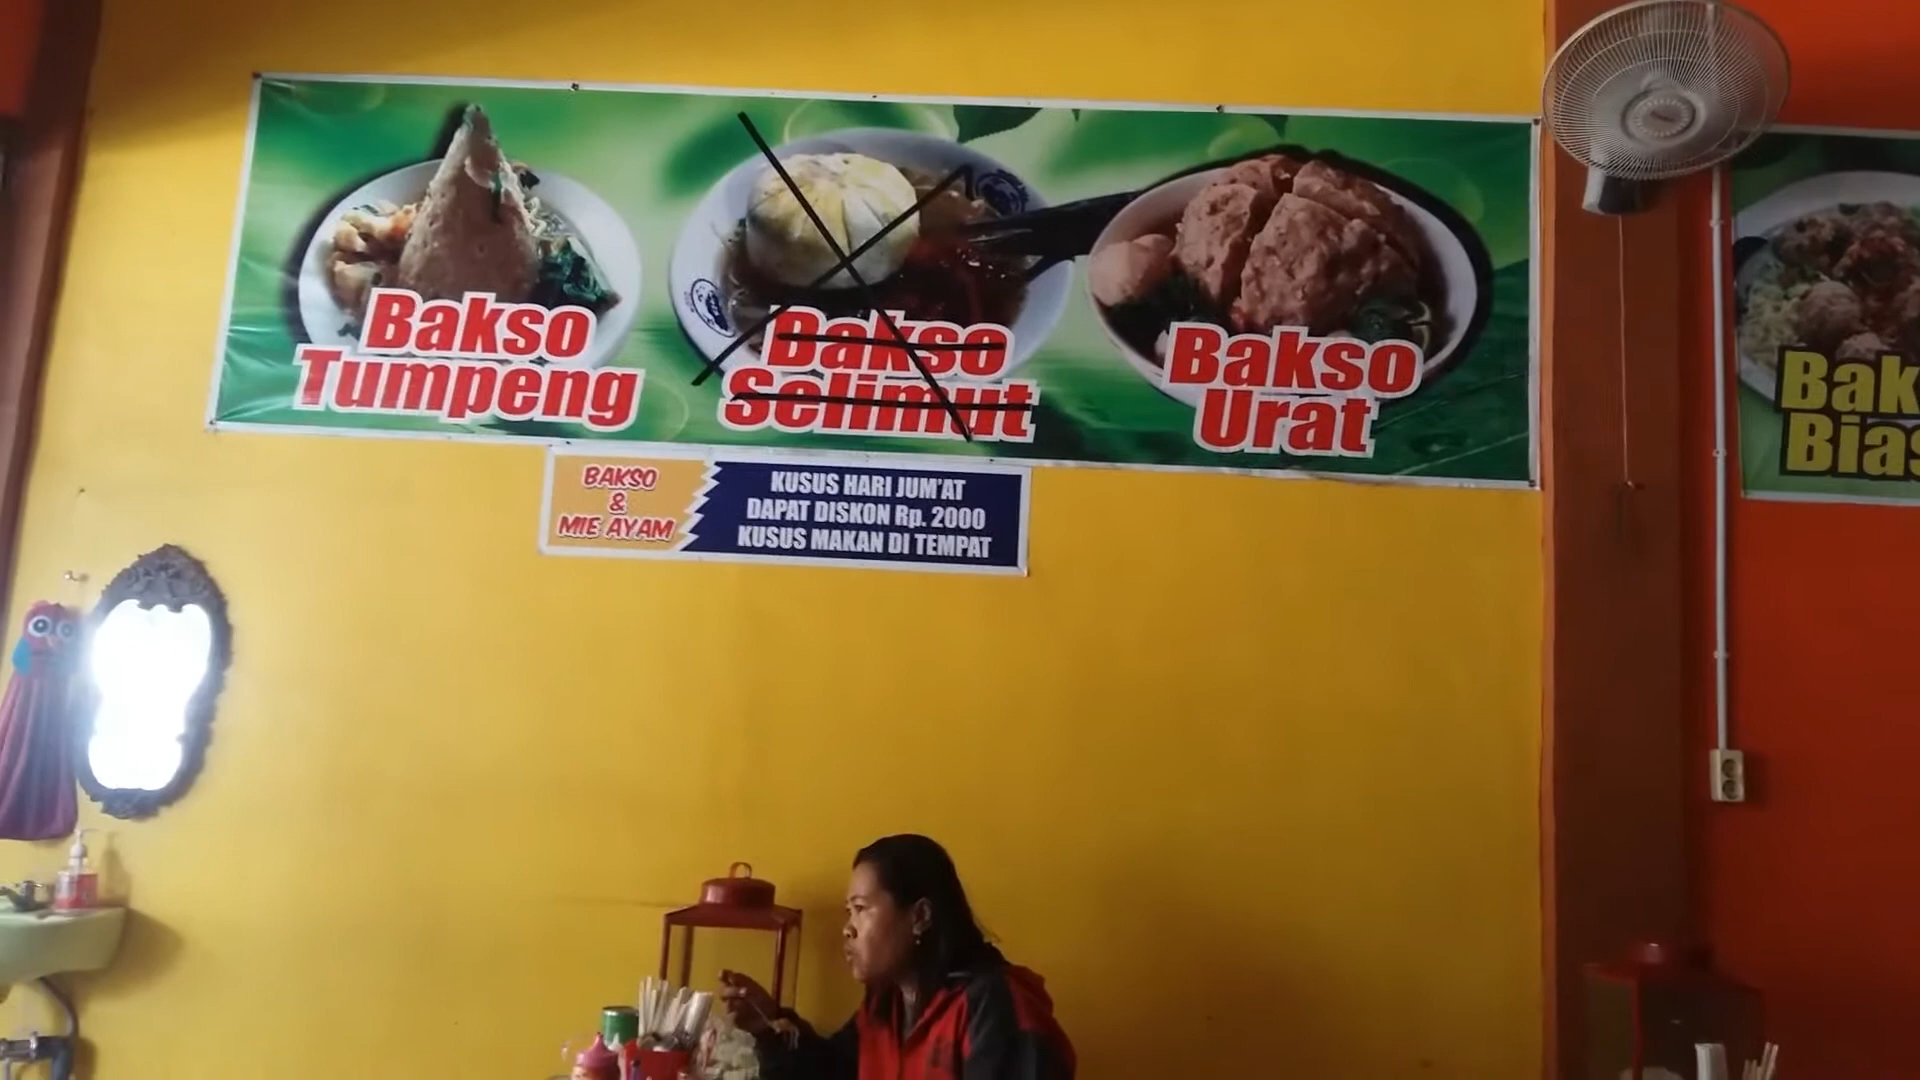 Bakso
Tumpeng
Bakso
Selimut
Bakso
Urat
BAKSO
&
MIE AYAM
KUSUS HARI JUM'AT
DAPAT DISKON Rp. 2000
KUSUS MAKAN DI TEMPAT
Bak
Bias